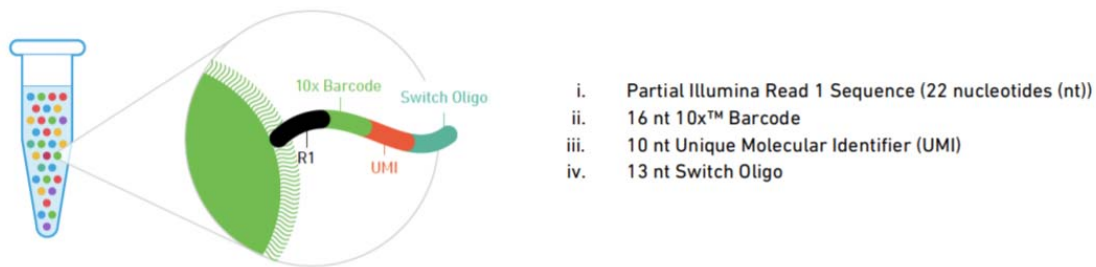 10x Barcode
Switch Oligo
R1
UMI
i. Partial Illumina Read 1 Sequence (22 nucleotides (nt))
ii. 16 nt 10x™ Barcode
iii. 10 nt Unique Molecular Identifier (UMI)
iv. 13 nt Switch Oligo